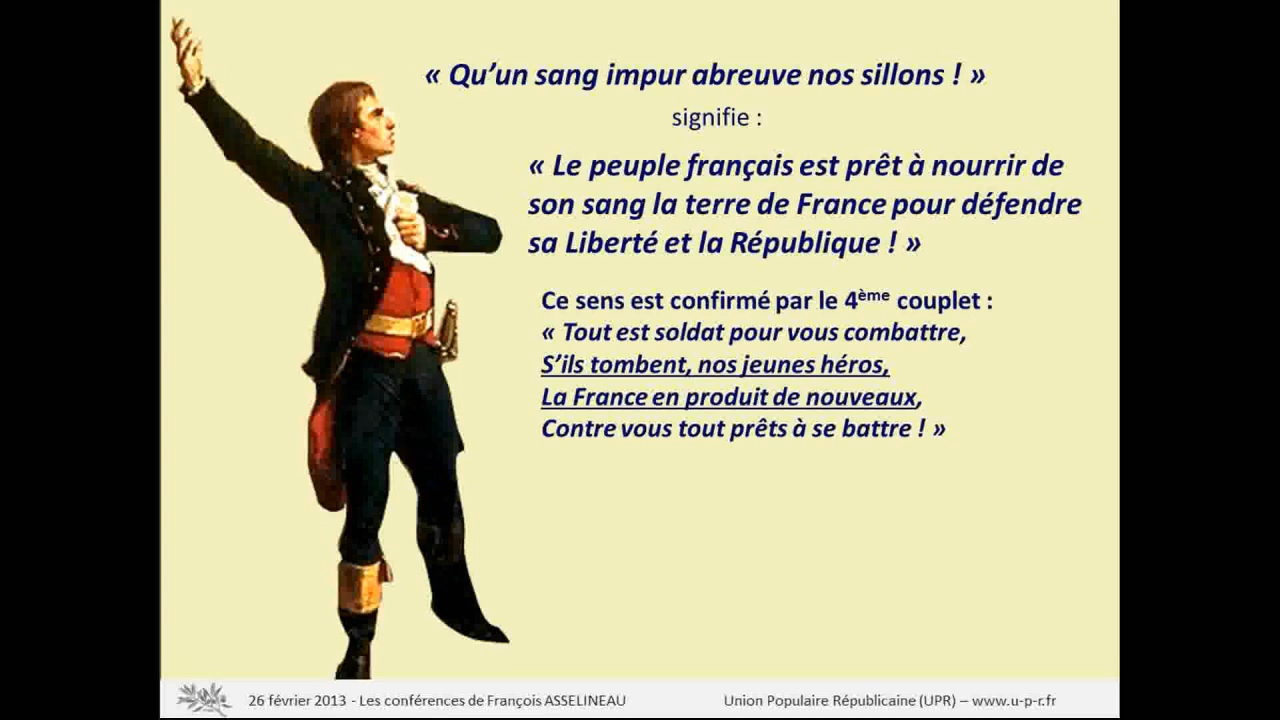 « Qu’un sang impur abreuve nos sillons ! »
signifie :
« Le peuple français est prêt à nourrir de
son sang la terre de France pour défendre
sa Liberté et la République ! »
Ce sens est confirmé par le 4ème couplet :
« Tout est soldat pour vous combattre,
S’ils tombent, nos jeunes héros,
La France en produit de nouveaux,
Contre vous tout prêts à se battre ! »
26 février 2013 - Les conférences de François ASSELINEAU
Union Populaire Républicaine (UPR) – www.u-p-r.fr